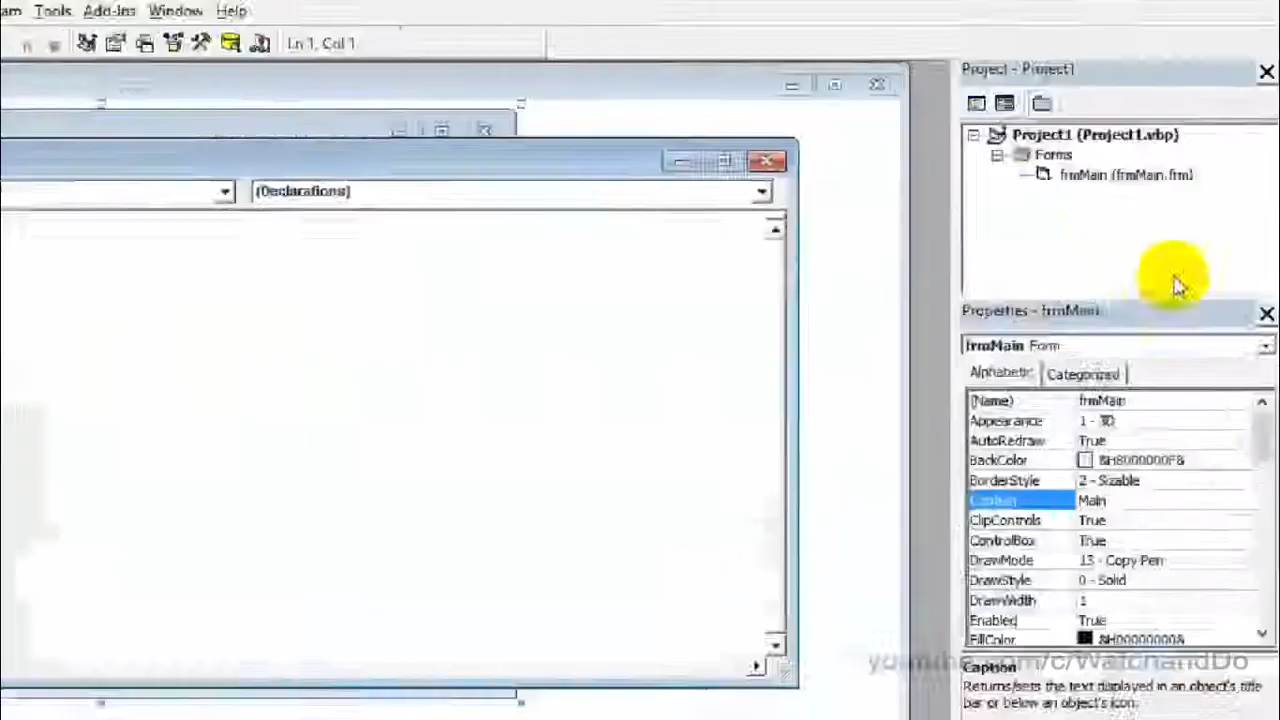 am Tools Add-Ins Window Help
Ln 1, Col 1
Project - Project1
Project1 (Project1.vbp)
Forms
frmMain (frmMain.frm)
(Declarations)
Properties - frmMain
frmMain Form
Alphabetic Categorized
(Name) frmMain
Appearance 1 - 3D
AutoRedraw True
BackColor &H8000000F&
BorderStyle 2 - Sizable
Caption Main
ClipControls True
ControlBox True
DrawMode 13 - Copy Pen
DrawStyle 0 - Solid
DrawWidth 1
Enabled True
FillColor &H00000000&
youtube.com/c/WatchandDo
Caption
Returns/sets the text displayed in an object's title
bar or below an object's icon.